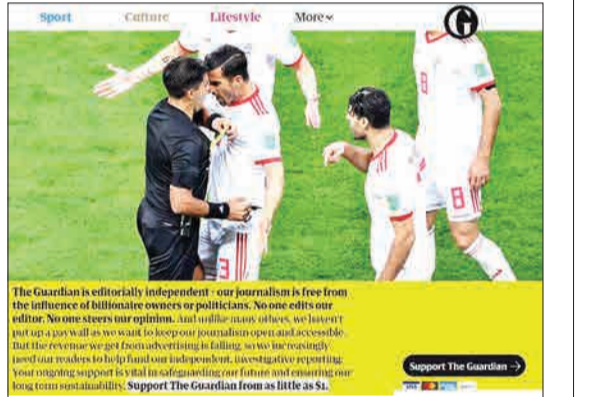 Sport Culture Lifestyle More
G
8
8
3
The Guardian is editorially independent - our journalism is free from
the influence of billionaire owners or politicians. No one edits our
editor. No one steers our opinion. And unlike many others, we haven't
put up a paywall as we want to keep our journalism open and accessible.
But the revenue we get from advertising is falling, so we increasingly
need our readers to help fund our independent, investigative reporting.
Your ongoing support is vital in safeguarding our future and ensuring our
long term sustainability. Support The Guardian from as little as $1.
Support The Guardian →
VISA PayPal